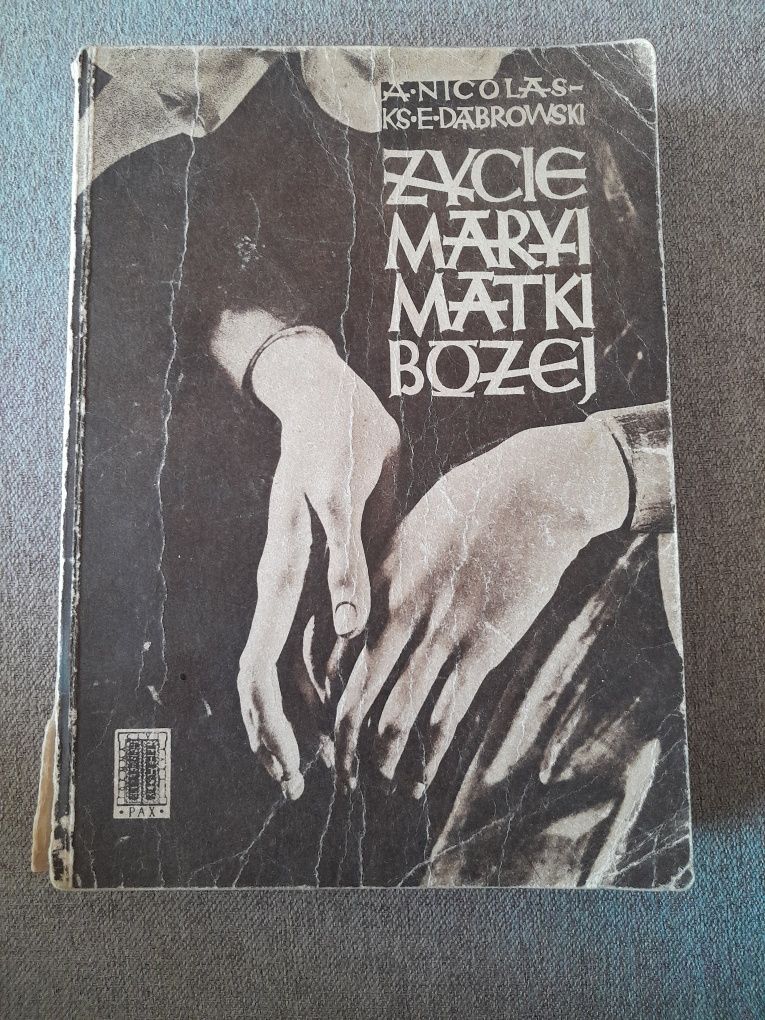 A·NICOLAS-
KS·E·DĄBROWSKI
ŻYCIE
MARYI
MATKI
BOŻEJ
·PAX·